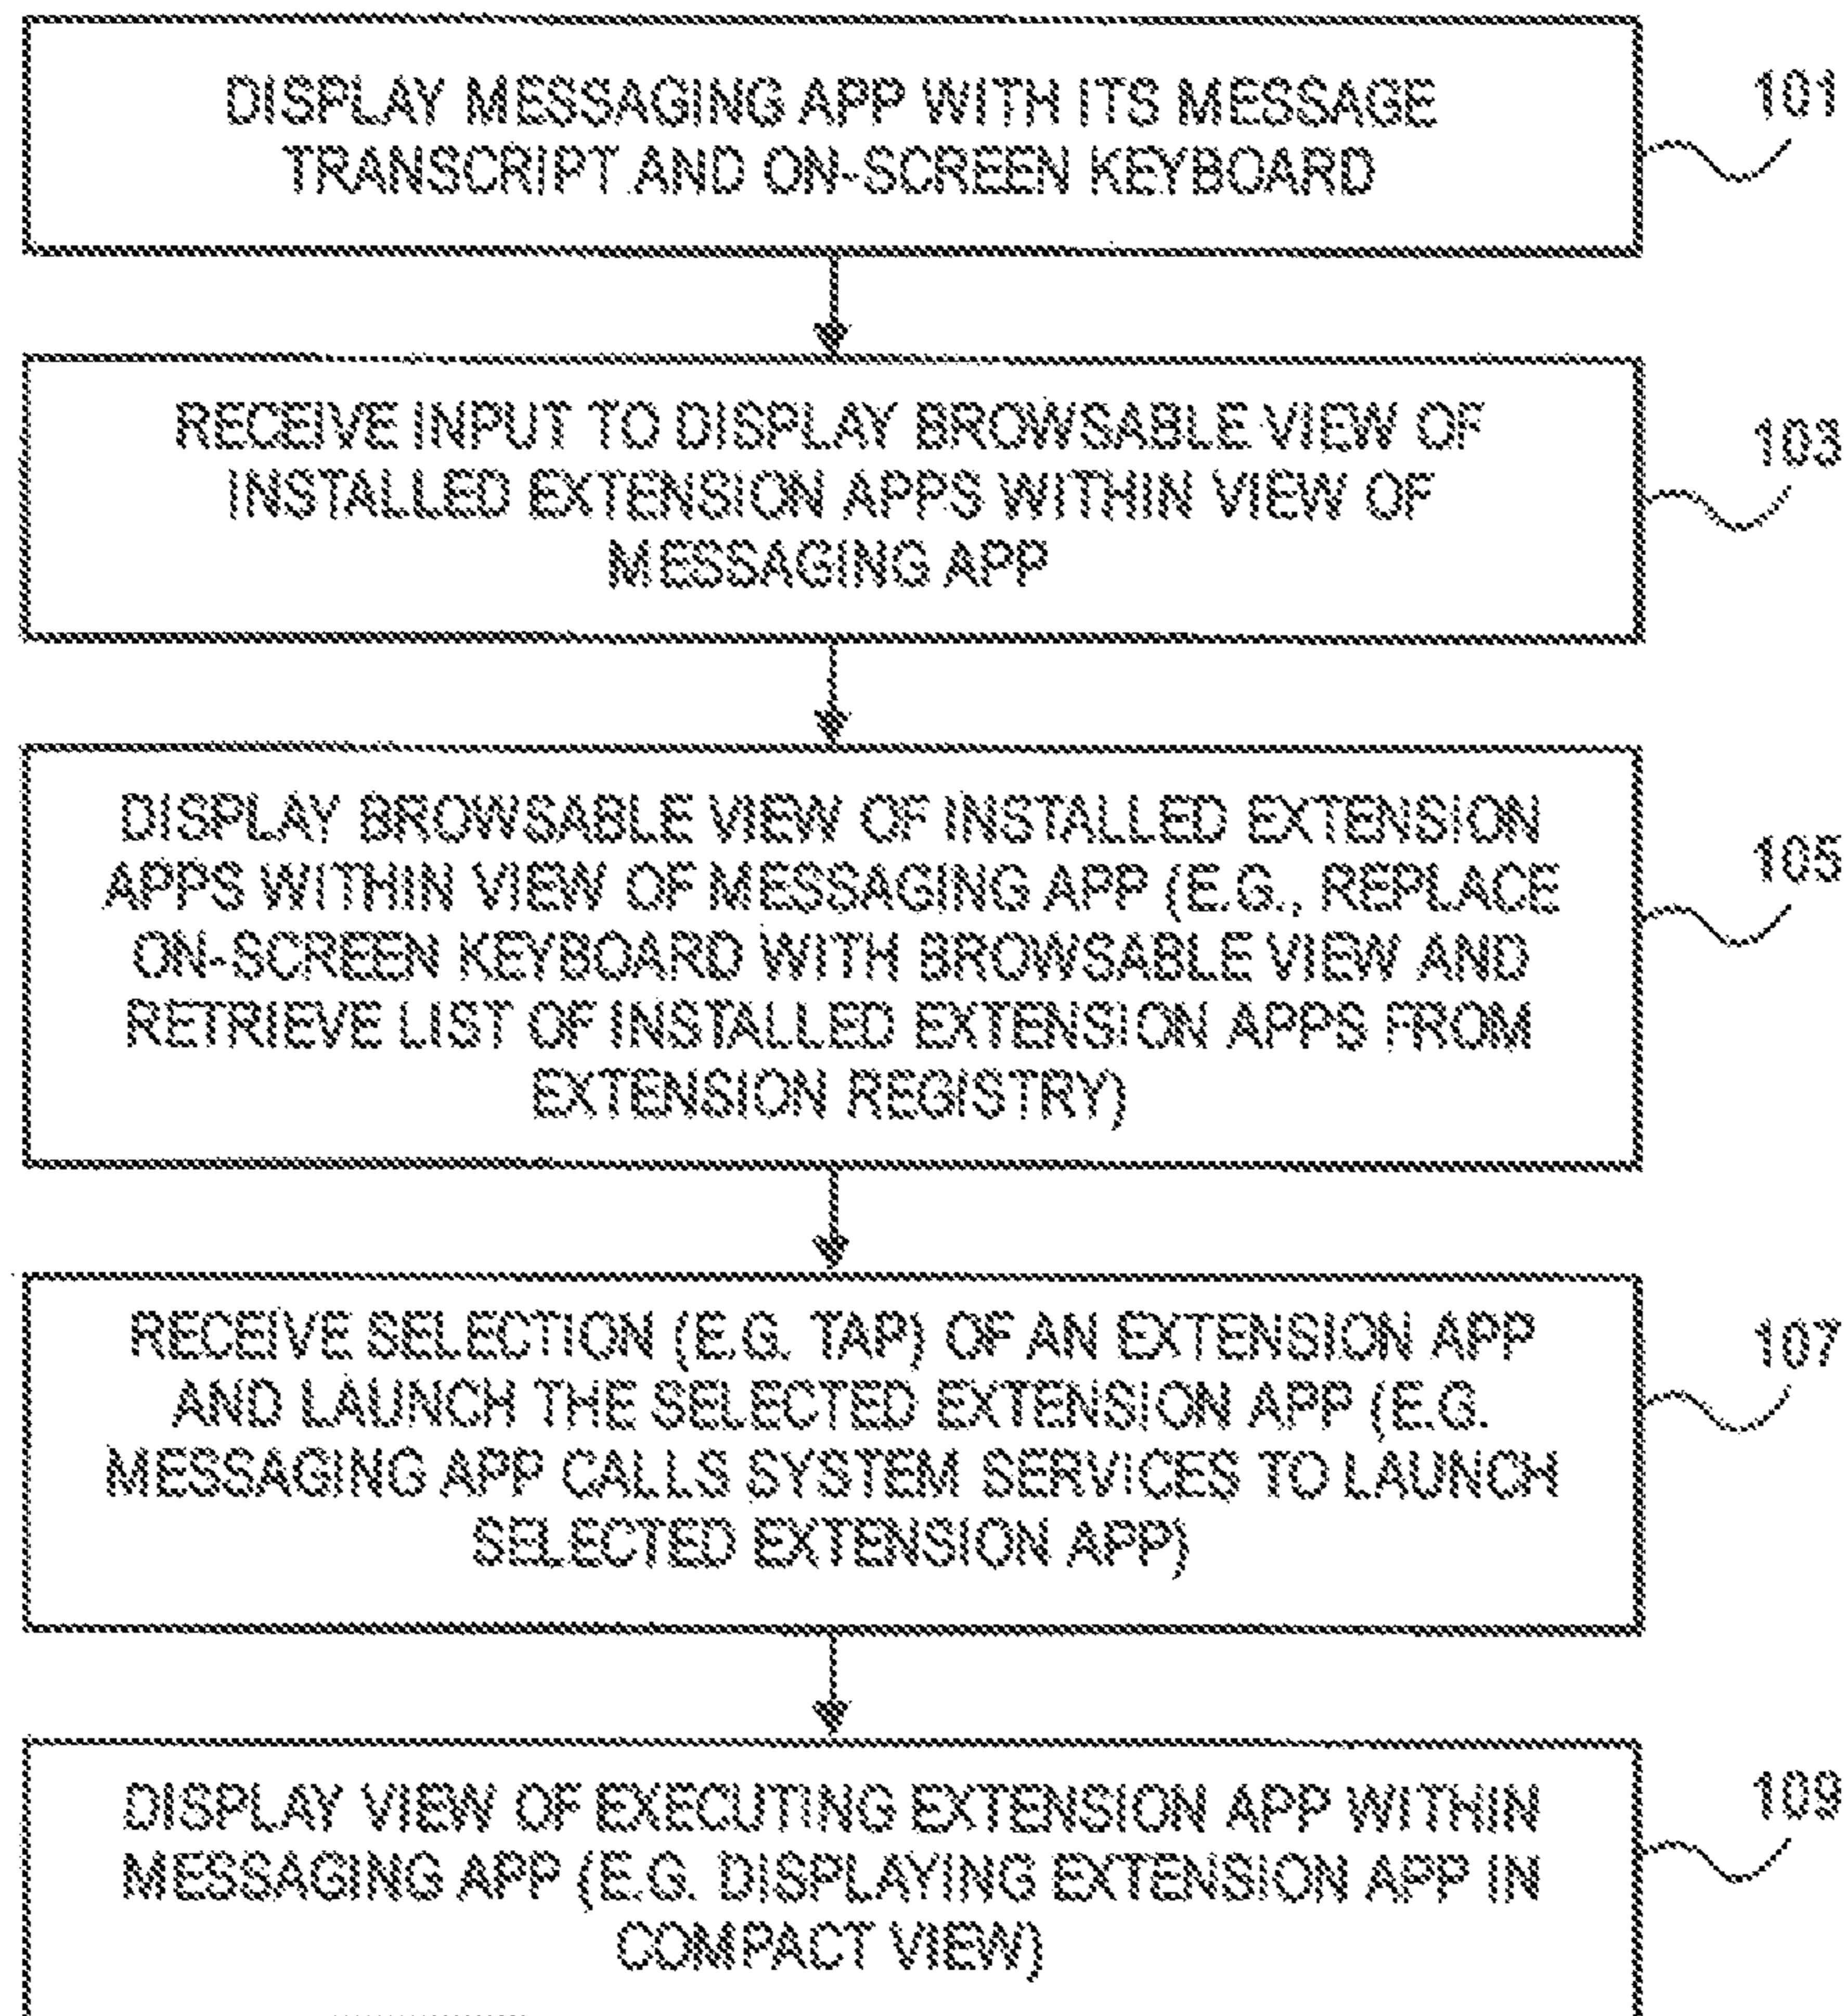 DISPLAY MESSAGING APP WITH ITS MESSAGE
TRANSCRIPT AND ON-SCREEN KEYBOARD
101
RECEIVE INPUT TO DISPLAY BROWSABLE VIEW OF
INSTALLED EXTENSION APPS WITHIN VIEW OF
MESSAGING APP
103
DISPLAY BROWSABLE VIEW OF INSTALLED EXTENSION
APPS WITHIN VIEW OF MESSAGING APP (E.G., REPLACE
ON-SCREEN KEYBOARD WITH BROWSABLE VIEW AND
RETRIEVE LIST OF INSTALLED EXTENSION APPS FROM
EXTENSION REGISTRY)
105
RECEIVE SELECTION (E.G. TAP) OF AN EXTENSION APP
AND LAUNCH THE SELECTED EXTENSION APP (E.G.
MESSAGING APP CALLS SYSTEM SERVICES TO LAUNCH
SELECTED EXTENSION APP)
107
DISPLAY VIEW OF EXECUTING EXTENSION APP WITHIN
MESSAGING APP (E.G. DISPLAYING EXTENSION APP IN
COMPACT VIEW)
109